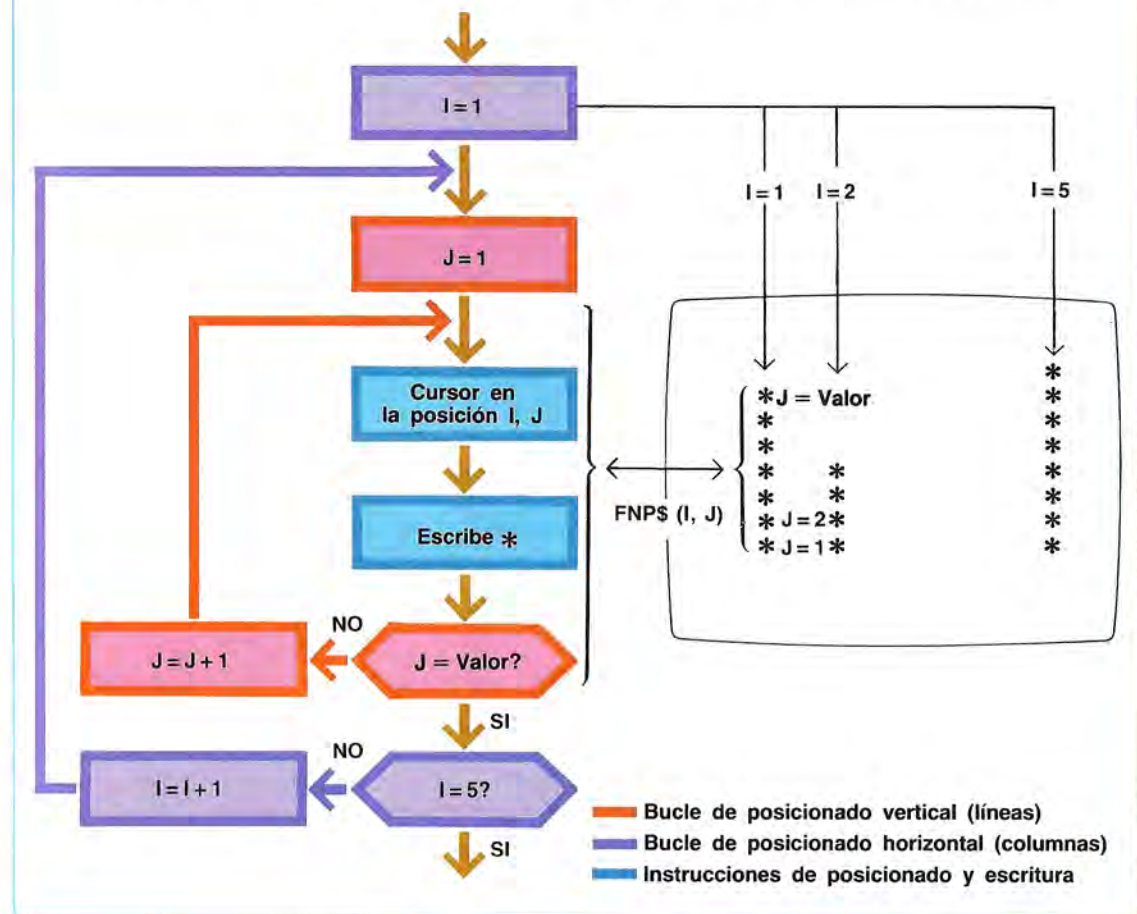 I = 1
I = 1
I = 2
I = 5
J = 1
Cursor en
la posición I, J
Escribe *
J = Valor?
NO
SI
J = J + 1
I = 5?
NO
SI
I = I + 1
FNP$ (I, J)
*
* J = Valor *
* *
* *
* * *
* * *
* J = 2 * *
* J = 1 * *
Bucle de posicionado vertical (líneas)
Bucle de posicionado horizontal (columnas)
Instrucciones de posicionado y escritura